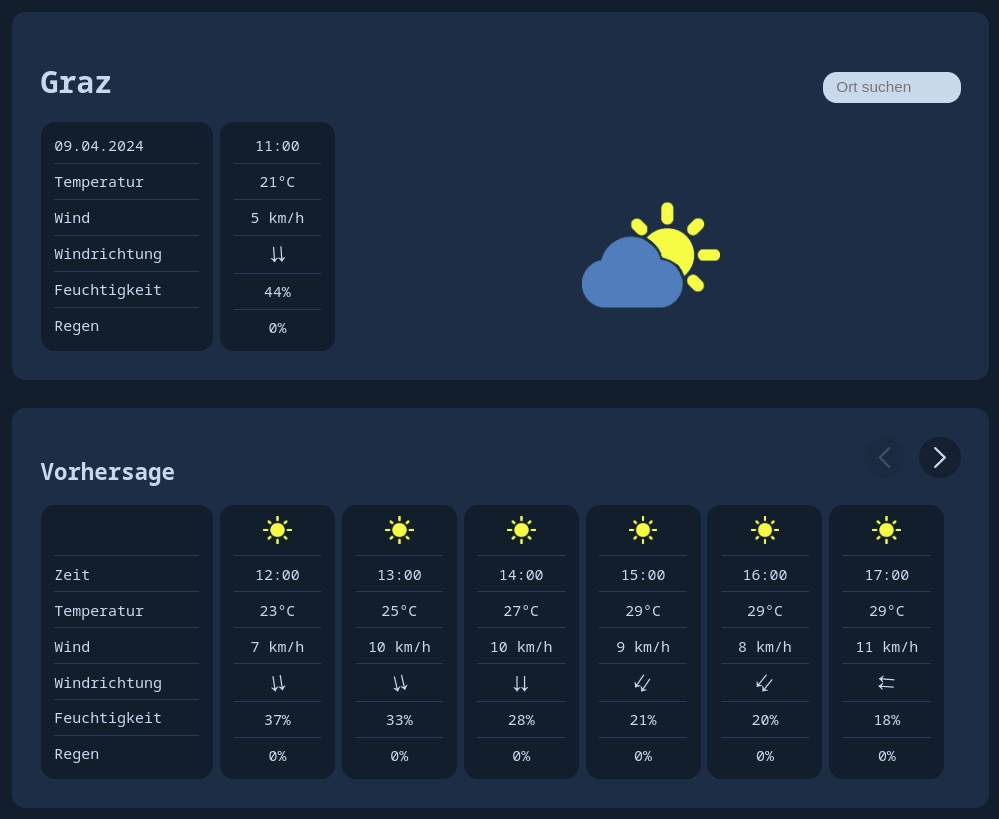 Graz
Ort suchen
09.04.2024 11:00
Temperatur 21°C
Wind 5 km/h
Windrichtung
Feuchtigkeit 44%
Regen 0%
Vorhersage
Zeit 12:00 13:00 14:00 15:00 16:00 17:00
Temperatur 23°C 25°C 27°C 29°C 29°C 29°C
Wind 7 km/h 10 km/h 10 km/h 9 km/h 8 km/h 11 km/h
Windrichtung
Feuchtigkeit 37% 33% 28% 21% 20% 18%
Regen 0% 0% 0% 0% 0% 0%